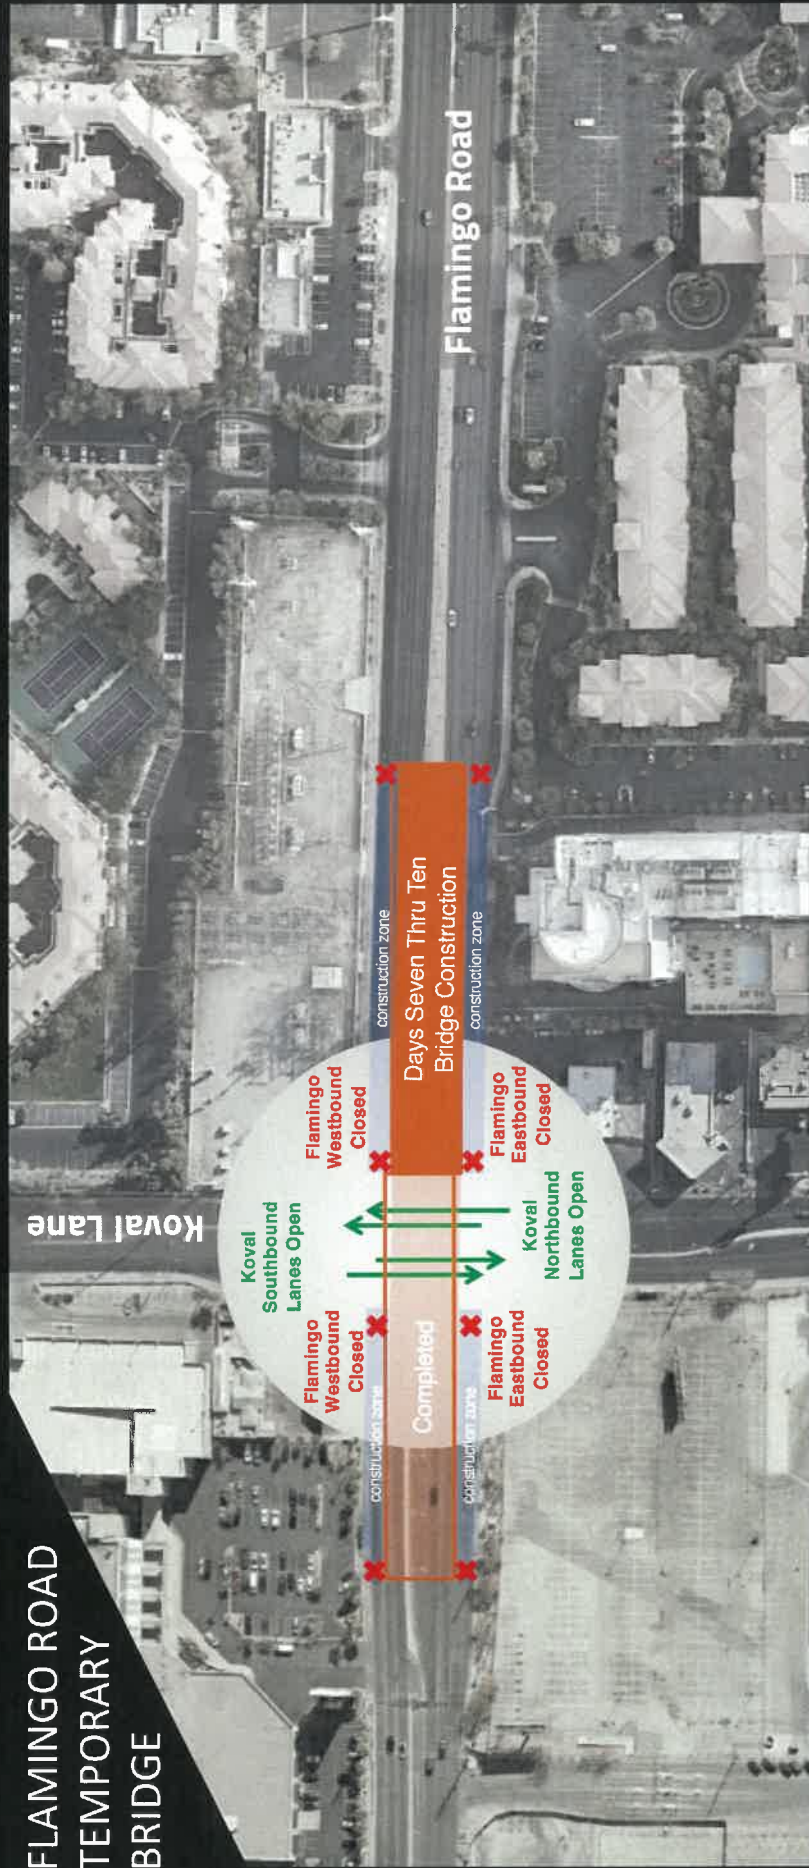 FLAMINGO ROAD
TEMPORARY
BRIDGE
Koval Lane
Koval
Southbound
Lanes Open
Flamingo
Westbound
Closed
Flamingo
Westbound
Closed
construction zone
construction zone
Completed
Days Seven Thru Ten
Bridge Construction
Flamingo Road
construction zone
construction zone
Flamingo
Eastbound
Closed
Koval
Northbound
Lanes Open
Flamingo
Eastbound
Closed